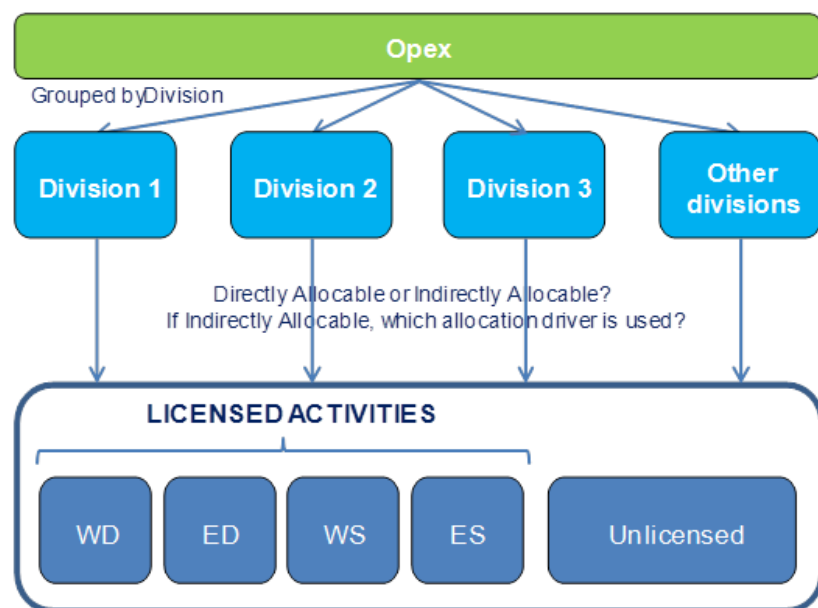 Opex
Grouped byDivision
Division 1
Division 2
Division 3
Other
divisions
Directly Allocable or Indirectly Allocable?
If Indirectly Allocable, which allocation driver is used?
LICENSED ACTIVITIES
WD
ED
WS
ES
Unlicensed